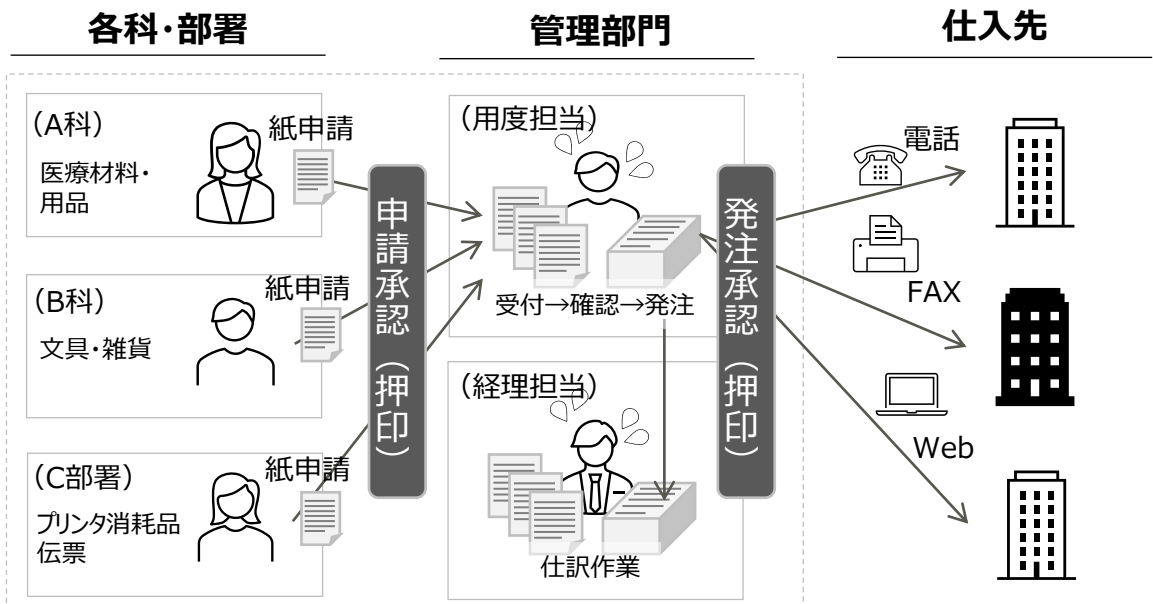 各科・部署
管理部門
仕入先
（A科）
医療材料・
用品
紙申請
（B科）
文具・雑貨
紙申請
（C部署）
プリンタ消耗品
伝票
紙申請
申請承認（押印）
（用度担当）
受付→確認→発注
（経理担当）
仕訳作業
発注承認（押印）
電話
FAX
Web